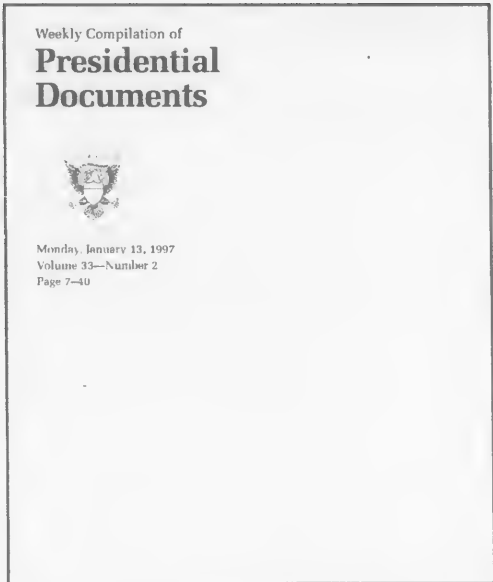 Weekly Compilation of
Presidential
Documents
Monday, January 13, 1997
Volume 33—Number 2
Page 7–40